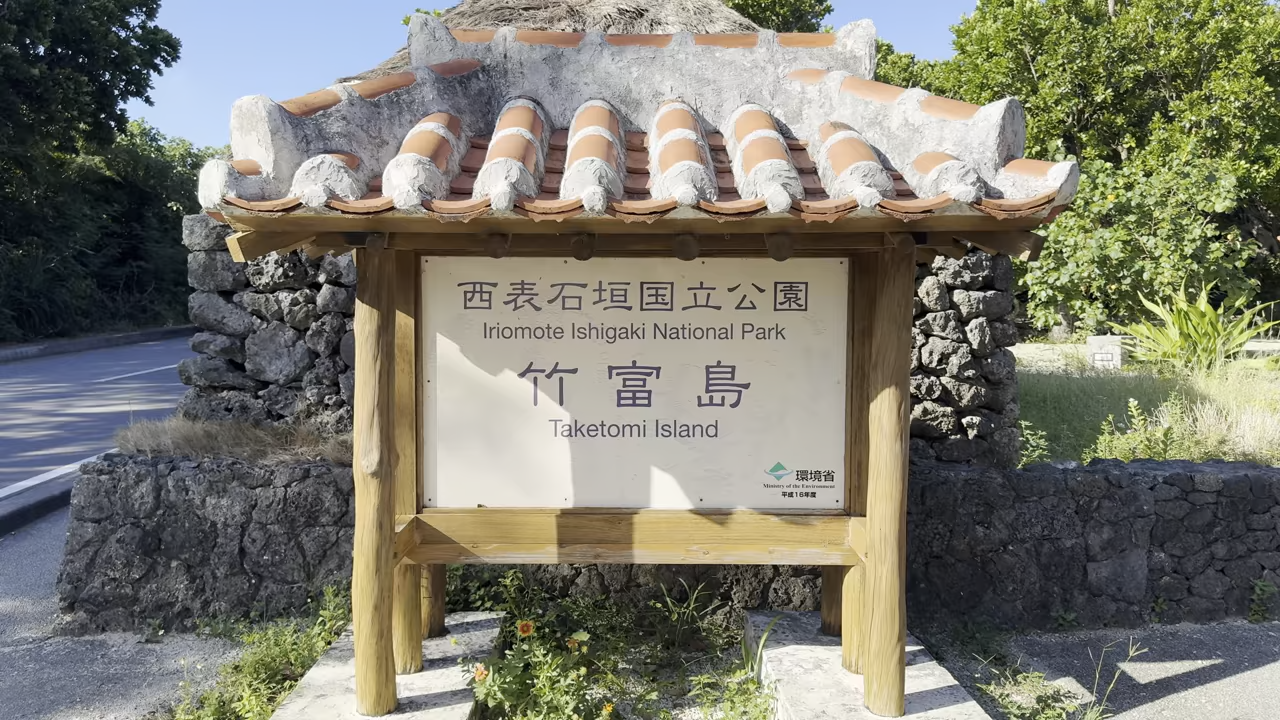 西表石垣国立公園
Iriomote Ishigaki National Park
竹富島
Taketomi Island
環境省
Ministry of the Environment
平成16年度